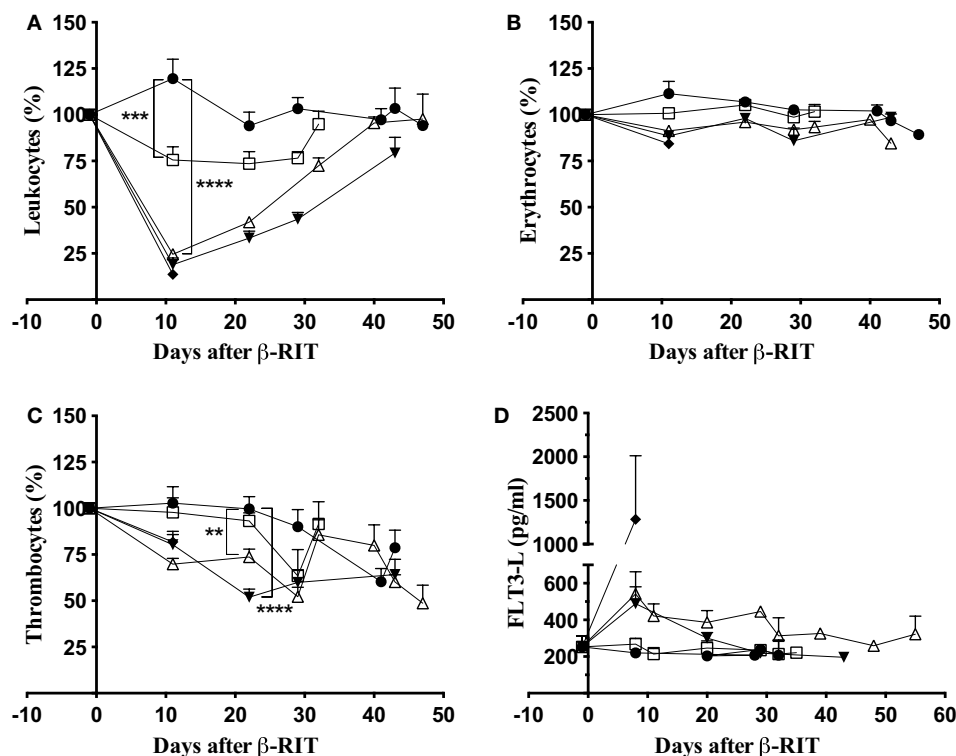 A
150
125
100
75
50
25
Leukocytes (%)
***
****
-10 0 10 20 30 40 50
Days after β-RIT
B
150
125
100
75
50
25
Erythrocytes (%)
-10 0 10 20 30 40 50
Days after β-RIT
C
150
125
100
75
50
25
Thrombocytes (%)
**
****
-10 0 10 20 30 40 50
Days after β-RIT
D
2500
2000
1500
1000
600
400
200
FLT3-L (pg/ml)
-10 0 10 20 30 40 50 60
Days after β-RIT